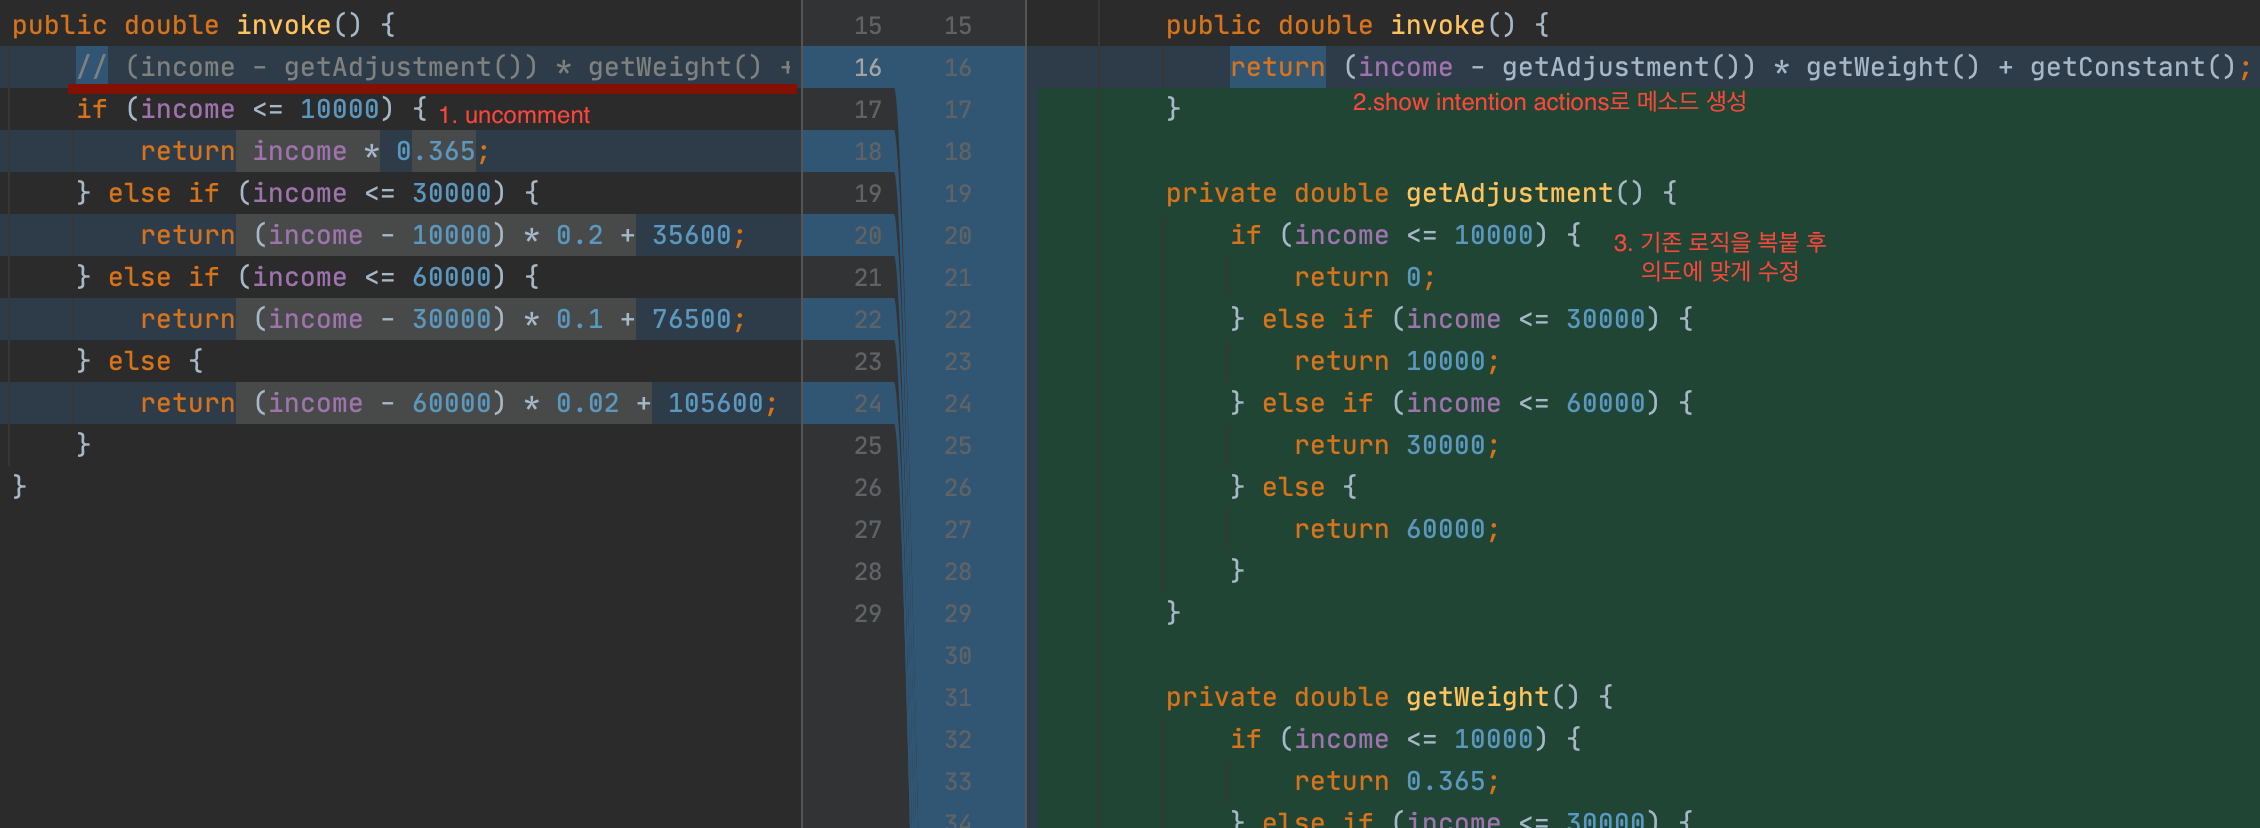 public double invoke() {
// (income - getAdjustment()) * getWeight() +
if (income <= 10000) {
1. uncomment
return income * 0.365;
} else if (income <= 30000) {
return (income - 10000) * 0.2 + 35600;
} else if (income <= 60000) {
return (income - 30000) * 0.1 + 76500;
} else {
return (income - 60000) * 0.02 + 105600;
}
}
15 15
16 16
17 17
18 18
19 19
20 20
21 21
22 22
23 23
24 24
25 25
26 26
27 27
28 28
29 29
30
31
32
33
34
public double invoke() {
return (income - getAdjustment()) * getWeight() + getConstant();
2.show intention actions로 메소드 생성
}
private double getAdjustment() {
if (income <= 10000) {
3. 기존 로직을 복붙 후
의도에 맞게 수정
return 0;
} else if (income <= 30000) {
return 10000;
} else if (income <= 60000) {
return 30000;
} else {
return 60000;
}
}
private double getWeight() {
if (income <= 10000) {
return 0.365;
} else if (income <= 30000) {